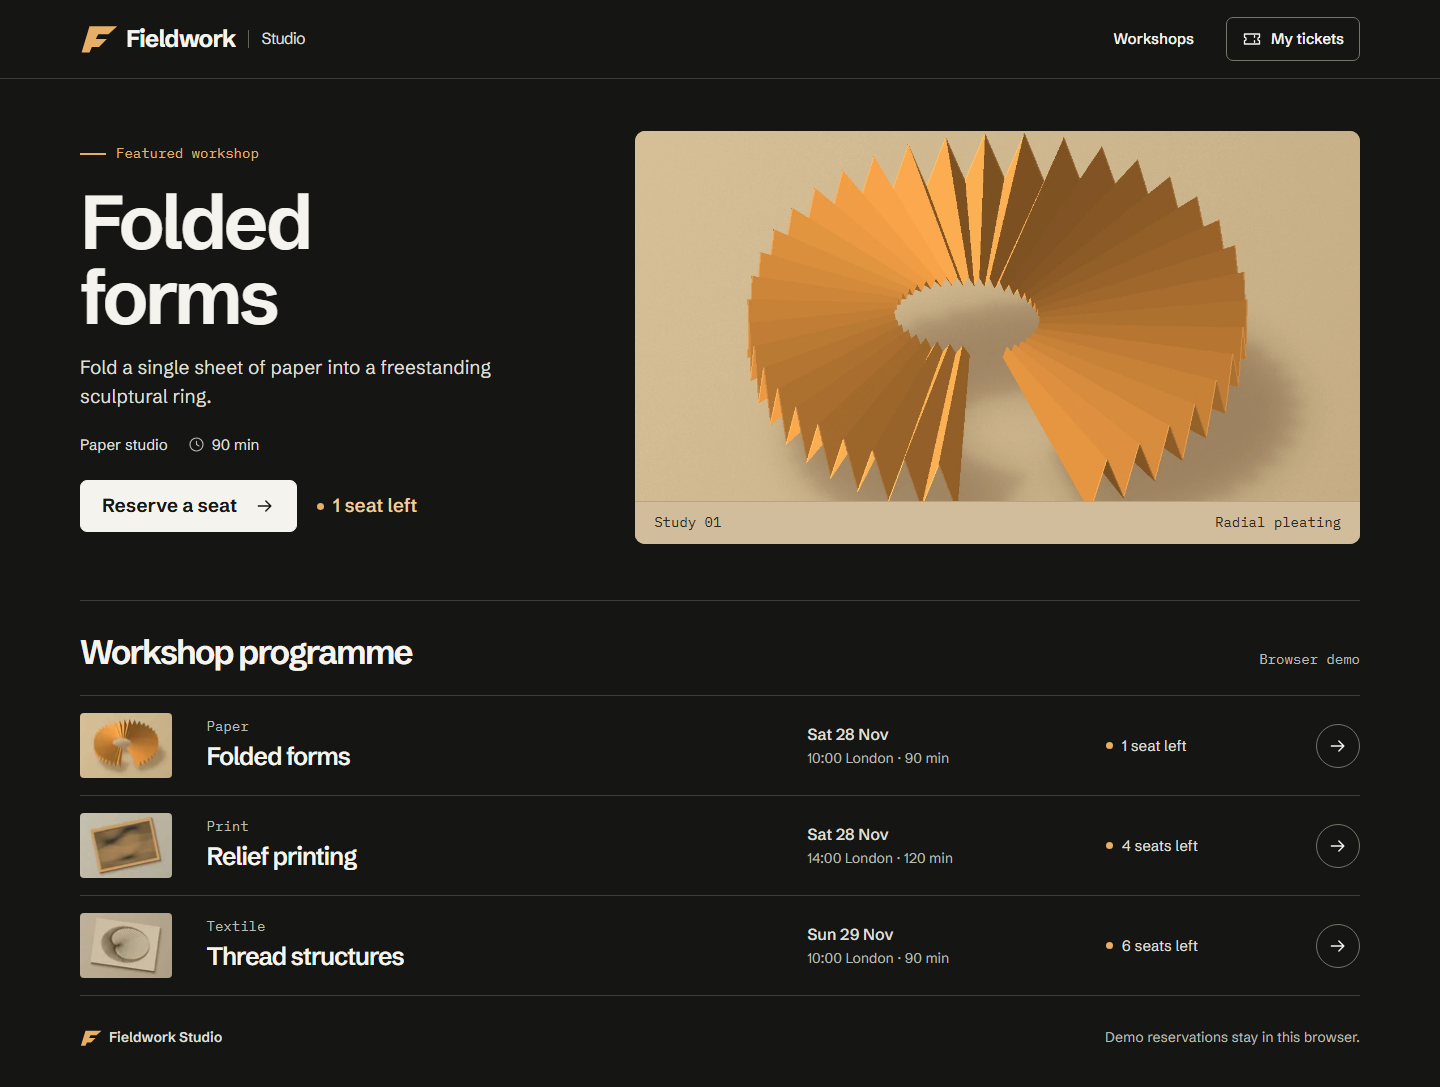 Fieldwork
Studio
Workshops
My tickets
Featured workshop
Folded
forms
Fold a single sheet of paper into a freestanding
sculptural ring.
Paper studio
90 min
Reserve a seat
1 seat left
Study 01
Radial pleating
Workshop programme
Browser demo
Paper
Folded forms
Sat 28 Nov
10:00 London · 90 min
1 seat left
Print
Relief printing
Sat 28 Nov
14:00 London · 120 min
4 seats left
Textile
Thread structures
Sun 29 Nov
10:00 London · 90 min
6 seats left
Fieldwork Studio
Demo reservations stay in this browser.